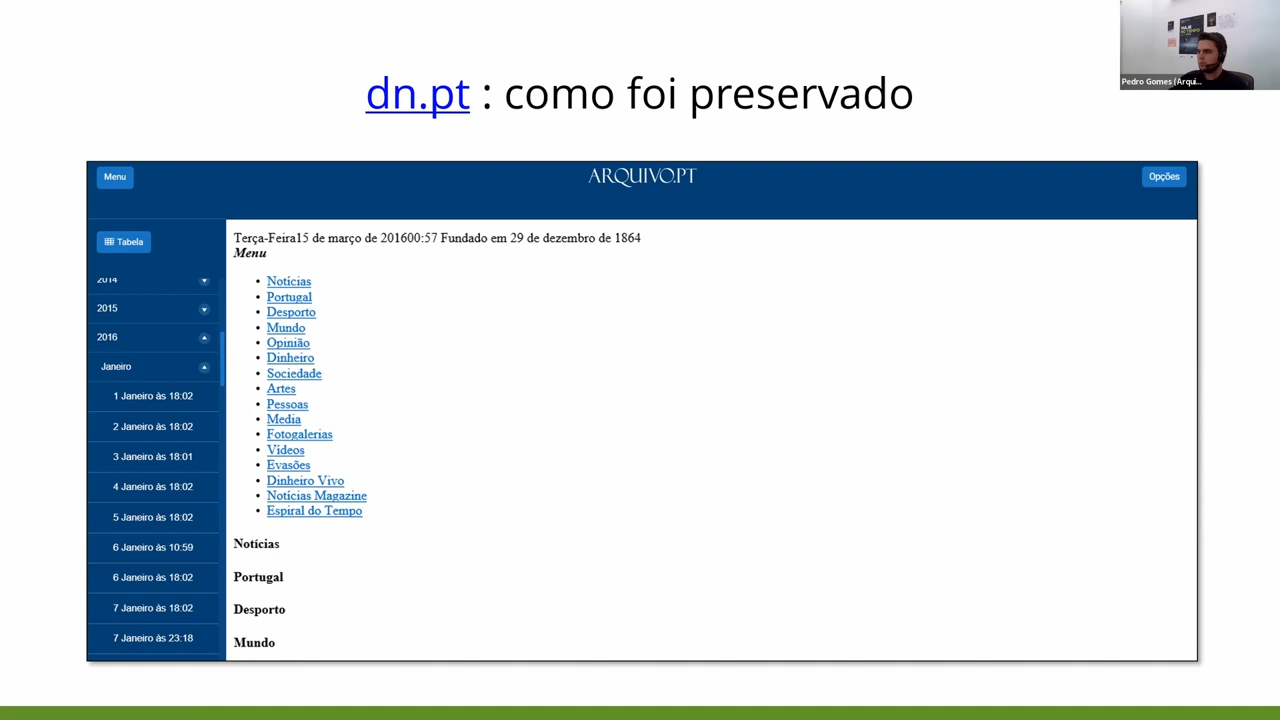 dn.pt : como foi preservado
Pedro Gomes (Arqui...
Menu
ARQUIVO.PT
Opções
Tabela
2014
2015
2016
Janeiro
1 Janeiro às 18:02
2 Janeiro às 18:02
3 Janeiro às 18:01
4 Janeiro às 18:02
5 Janeiro às 18:02
6 Janeiro às 10:59
6 Janeiro às 18:02
7 Janeiro às 18:02
7 Janeiro às 23:18
Terça-Feira15 de março de 201600:57 Fundado em 29 de dezembro de 1864
Menu
• Notícias
• Portugal
• Desporto
• Mundo
• Opinião
• Dinheiro
• Sociedade
• Artes
• Pessoas
• Media
• Fotogalerias
• Vídeos
• Evasões
• Dinheiro Vivo
• Notícias Magazine
• Espiral do Tempo
Notícias
Portugal
Desporto
Mundo